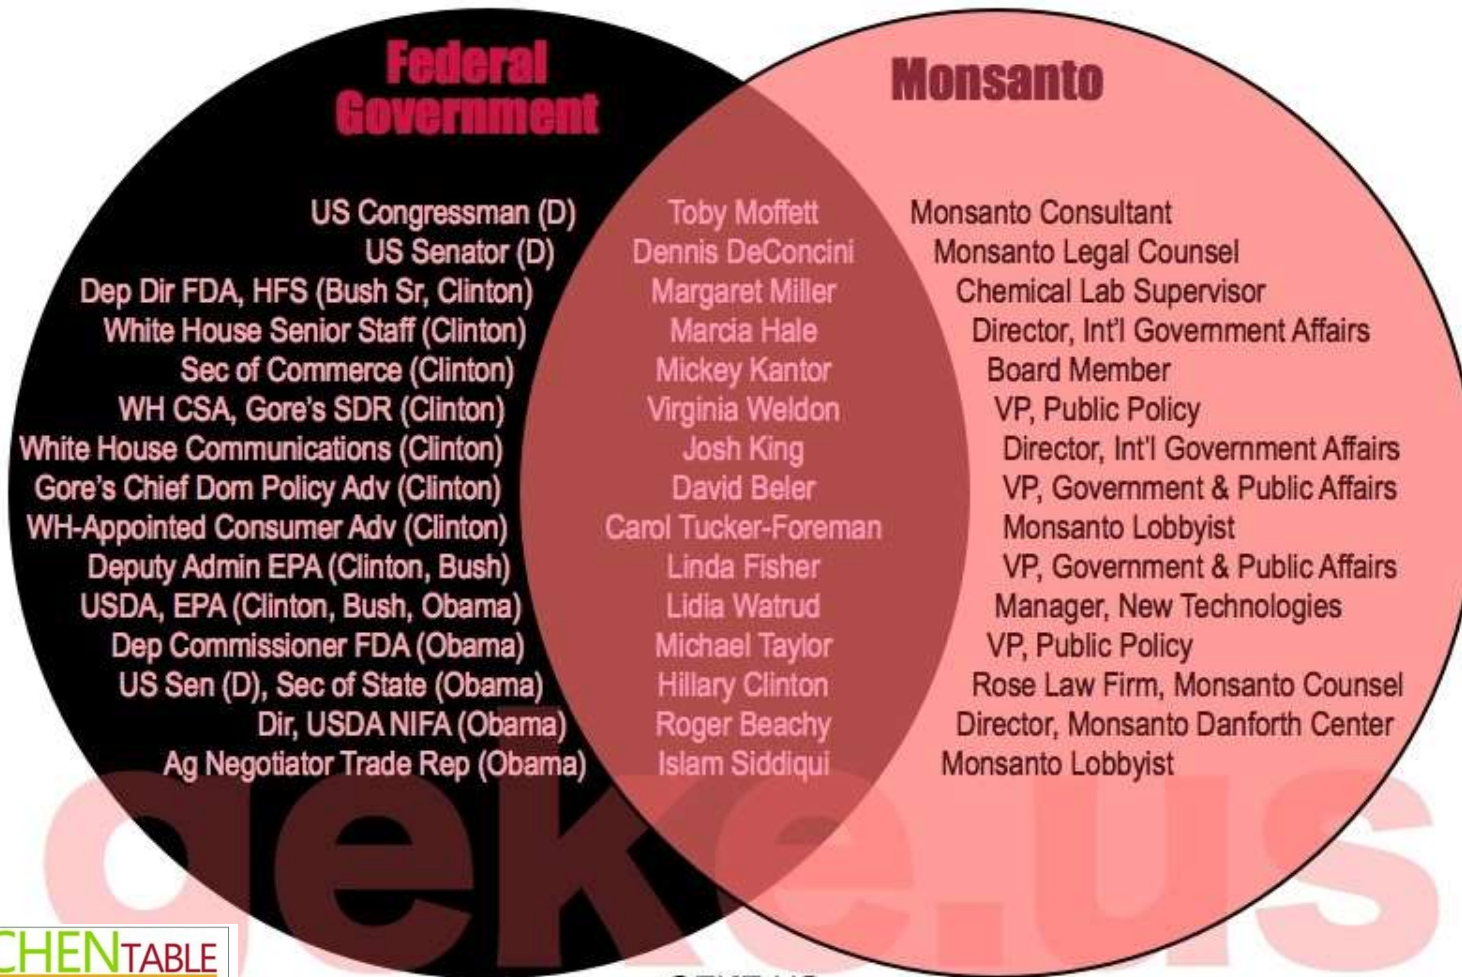 Federal
Government
Monsanto
US Congressman (D) Toby Moffett Monsanto Consultant
US Senator (D) Dennis DeConcini Monsanto Legal Counsel
Dep Dir FDA, HFS (Bush Sr, Clinton) Margaret Miller Chemical Lab Supervisor
White House Senior Staff (Clinton) Marcia Hale Director, Int'l Government Affairs
Sec of Commerce (Clinton) Mickey Kantor Board Member
WH CSA, Gore's SDR (Clinton) Virginia Weldon VP, Public Policy
White House Communications (Clinton) Josh King Director, Int'l Government Affairs
Gore's Chief Dom Policy Adv (Clinton) David Beler VP, Government & Public Affairs
WH-Appointed Consumer Adv (Clinton) Carol Tucker-Foreman Monsanto Lobbyist
Deputy Admin EPA (Clinton, Bush) Linda Fisher VP, Government & Public Affairs
USDA, EPA (Clinton, Bush, Obama) Lidia Watrud Manager, New Technologies
Dep Commissioner FDA (Obama) Michael Taylor VP, Public Policy
US Sen (D), Sec of State (Obama) Hillary Clinton Rose Law Firm, Monsanto Counsel
Dir, USDA NIFA (Obama) Roger Beachy Director, Monsanto Danforth Center
Ag Negotiator Trade Rep (Obama) Islam Siddiqui Monsanto Lobbyist
geke.us
CHENTABLE